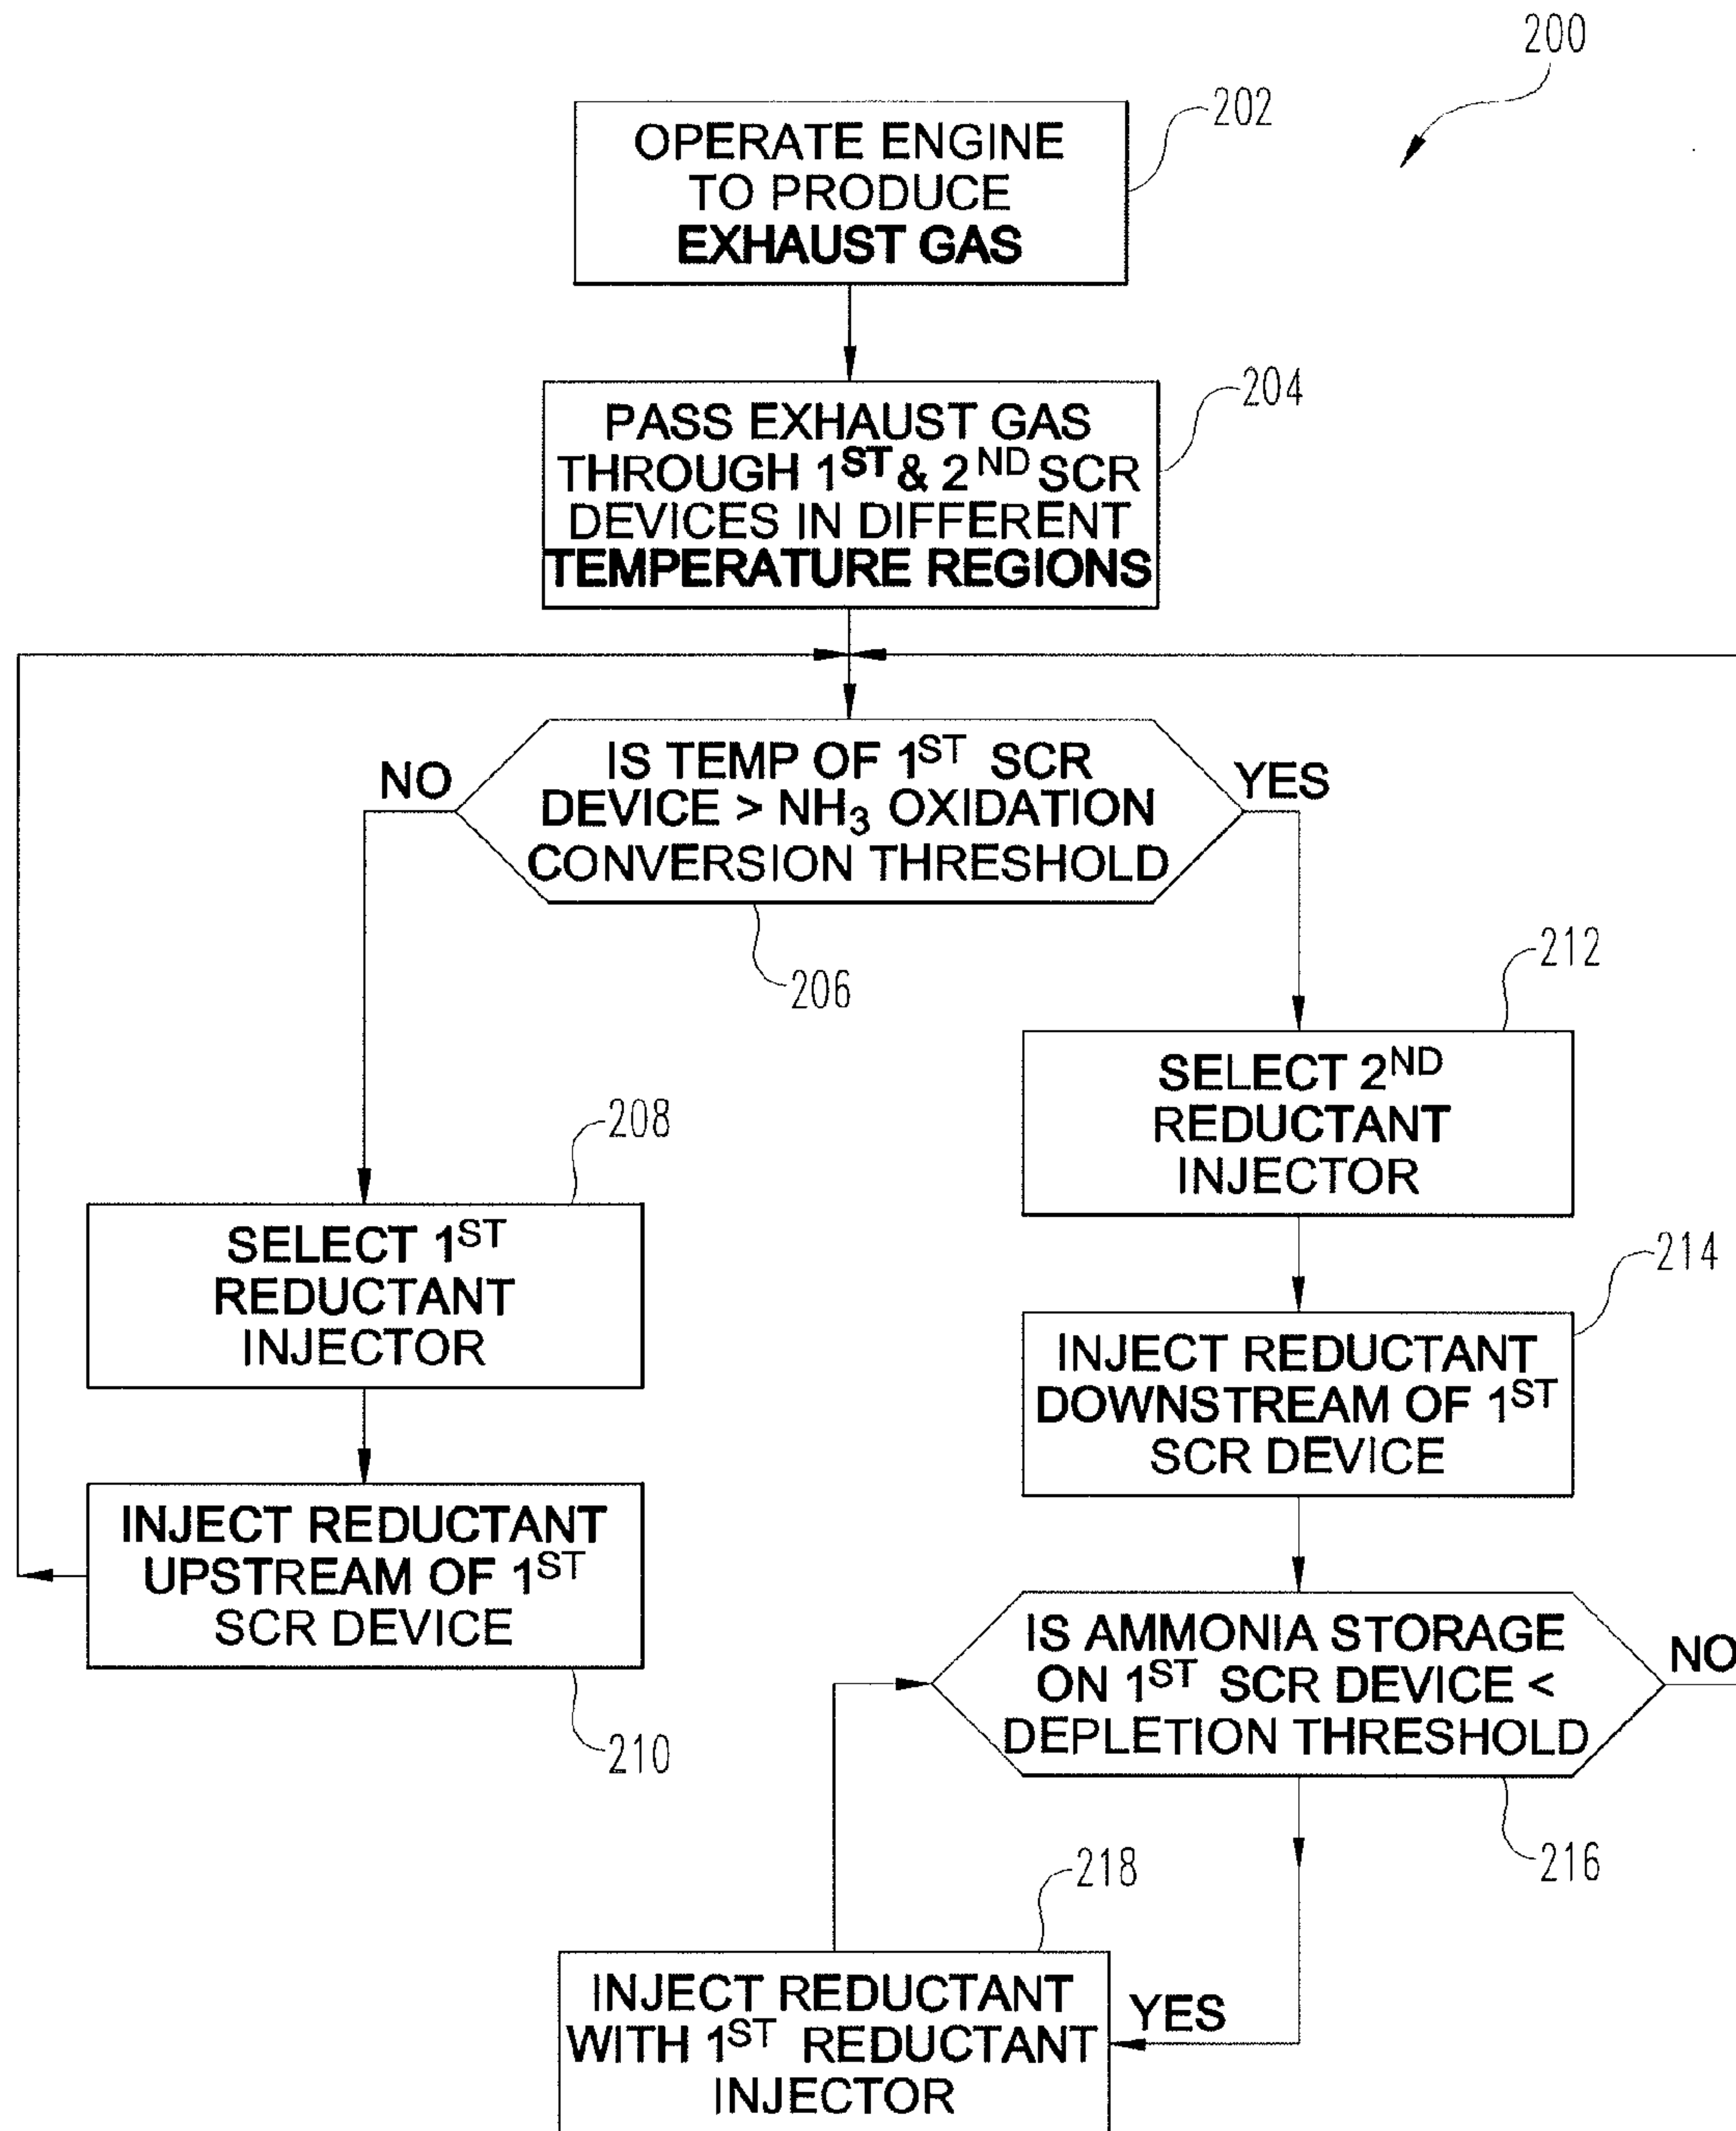 200
202
OPERATE ENGINE
TO PRODUCE
EXHAUST GAS
204
PASS EXHAUST GAS
THROUGH 1ST & 2ND SCR
DEVICES IN DIFFERENT
TEMPERATURE REGIONS
NO
IS TEMP OF 1ST SCR
DEVICE > NH3 OXIDATION
CONVERSION THRESHOLD
YES
206
212
SELECT 2ND
REDUCTANT
INJECTOR
208
SELECT 1ST
REDUCTANT
INJECTOR
214
INJECT REDUCTANT
DOWNSTREAM OF 1ST
SCR DEVICE
INJECT REDUCTANT
UPSTREAM OF 1ST
SCR DEVICE
210
IS AMMONIA STORAGE
ON 1ST SCR DEVICE <
DEPLETION THRESHOLD
NO
216
218
INJECT REDUCTANT
WITH 1ST REDUCTANT
INJECTOR
YES